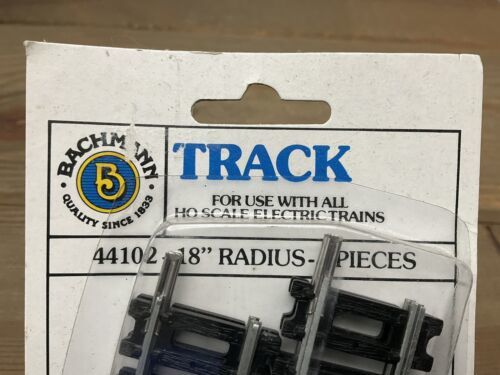 BACHMANN
B
QUALITY SINCE 1833
TRACK
FOR USE WITH ALL
HO SCALE ELECTRIC TRAINS
44102 - 18" RADIUS - PIECES